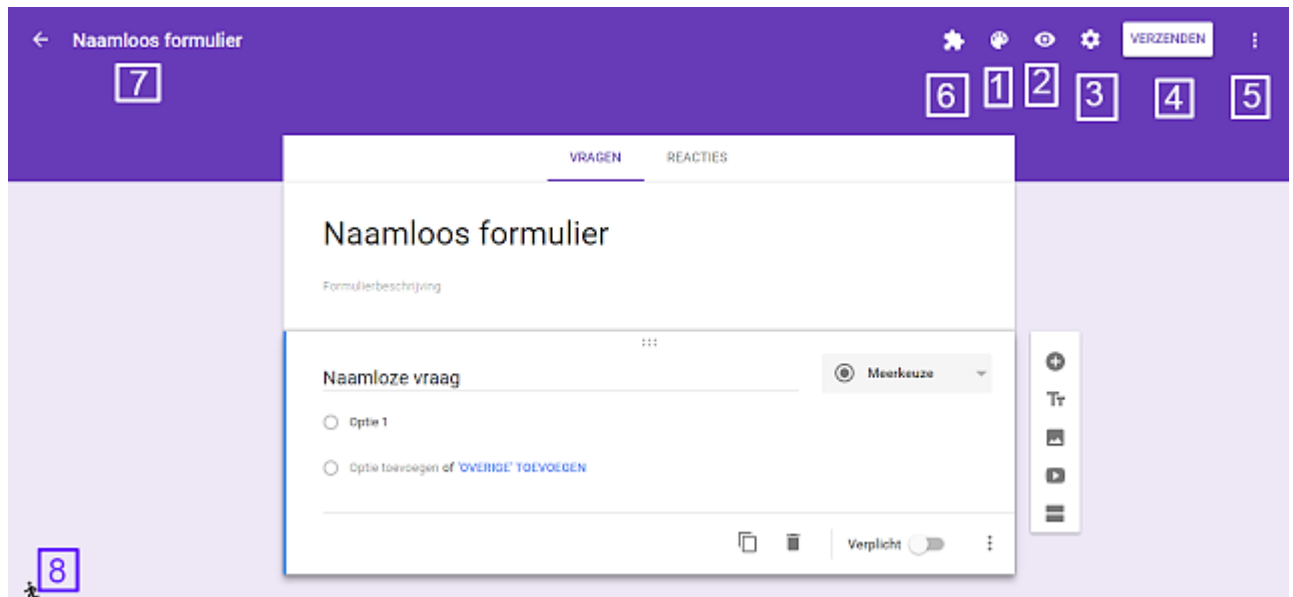 Naamloos formulier
VERZENDEN
7
6
1
2
3
4
5
VRAGEN REACTIES
Naamloos formulier
Formulierbeschrijving
Naamloze vraag
Meerkeuze
Tт
Optie 1
Optie toevoegen of 'OVERIGE' TOEVOEGEN
Verplicht
8